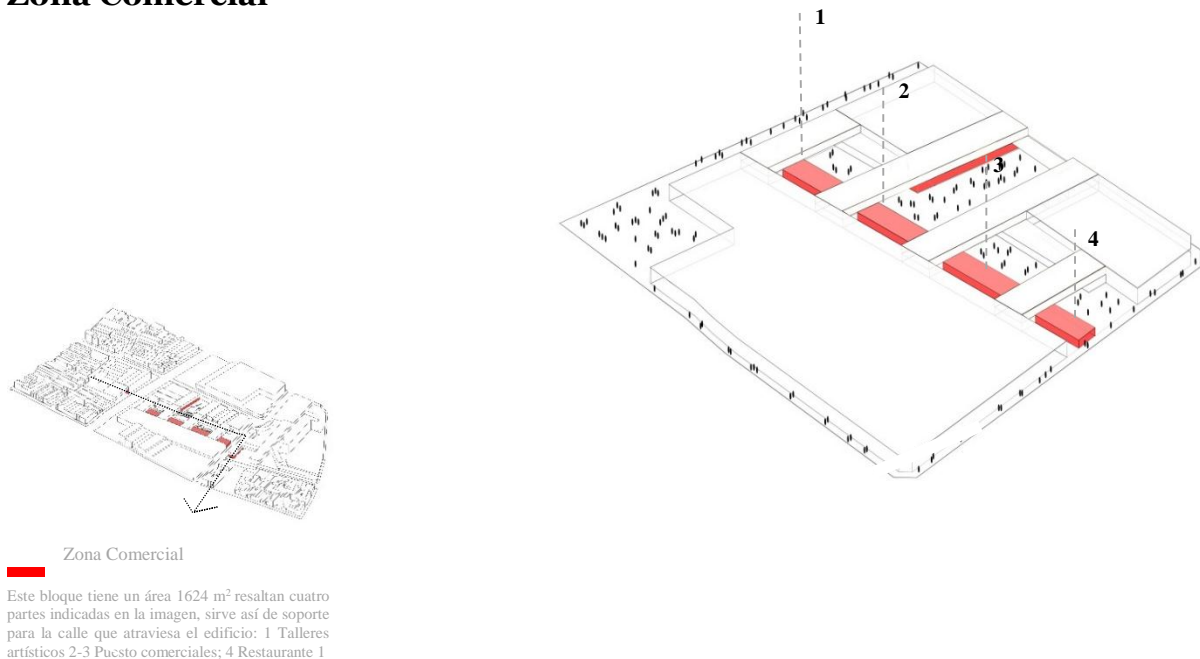 Zona Comercial
1
2
3
4
Zona Comercial
Este bloque tiene un área 1624 m² resaltan cuatro
partes indicadas en la imagen, sirve así de soporte
para la calle que atraviesa el edificio: 1 Talleres
artísticos 2-3 Puesto comerciales; 4 Restaurante 1